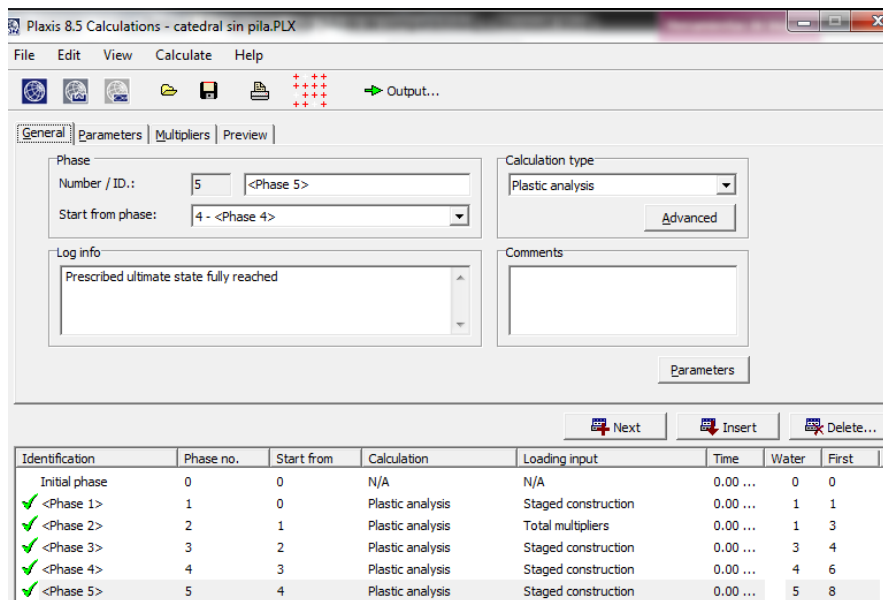 Plaxis 8.5 Calculations - catedral sin pila.PLX
File Edit View Calculate Help
Output...
General Parameters Multipliers Preview
Phase
Number / ID.: 5 <Phase 5>
Start from phase: 4 - <Phase 4>
Calculation type
Plastic analysis
Advanced
Log info
Prescribed ultimate state fully reached
Comments
Parameters
Next Insert Delete...
Identification Phase no. Start from Calculation Loading input Time Water First
Initial phase 0 0 N/A N/A 0.00 ... 0 0
<Phase 1> 1 0 Plastic analysis Staged construction 0.00 ... 1 1
<Phase 2> 2 1 Plastic analysis Total multipliers 0.00 ... 1 3
<Phase 3> 3 2 Plastic analysis Staged construction 0.00 ... 3 4
<Phase 4> 4 3 Plastic analysis Staged construction 0.00 ... 4 6
<Phase 5> 5 4 Plastic analysis Staged construction 0.00 ... 5 8